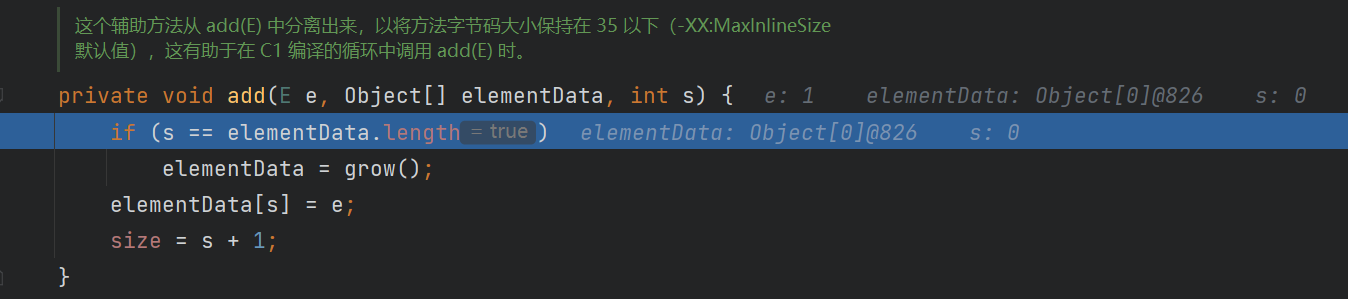 这个辅助方法从 add(E) 中分离出来，以将方法字节码大小保持在 35 以下（-XX:MaxInlineSize
默认值），这有助于在 C1 编译的循环中调用 add(E) 时。
private void add(E e, Object[] elementData, int s) {   e: 1    elementData: Object[0]@826    s: 0
if (s == elementData.length = true )   elementData: Object[0]@826    s: 0
elementData = grow();
elementData[s] = e;
size = s + 1;
}